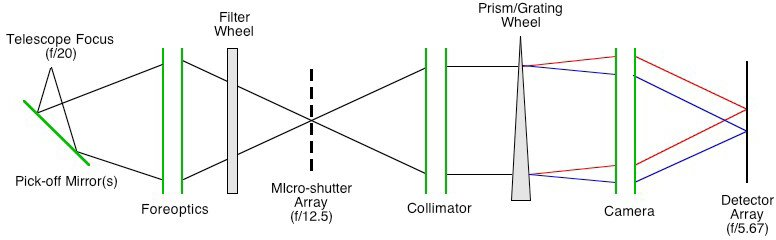 Telescope Focus
(f/20)
Pick-off Mirror(s)
Foreoptics
Filter
Wheel
MIcro-shutter
Array
(f/12.5)
Collimator
Prism/Grating
Wheel
Camera
Detector
Array
(f/5.67)